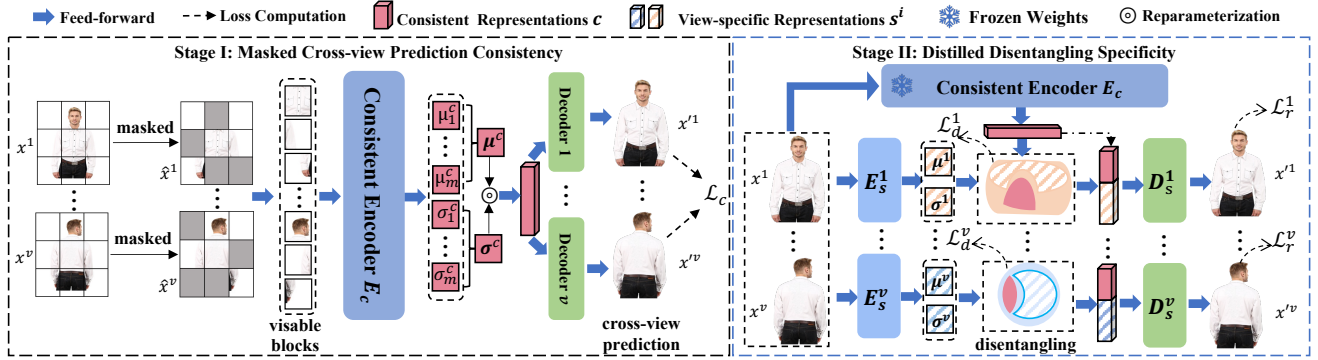 Feed-forward
Loss Computation
Consistent Representations c
View-specific Representations s^i
Frozen Weights
Reparameterization
Stage I: Masked Cross-view Prediction Consistency
x^1
masked
x̂^1
x^v
masked
x̂^v
visable
blocks
Consistent Encoder E_c
μ_1^c
μ_m^c
σ_1^c
σ_m^c
μ^c
σ^c
Decoder 1
Decoder v
x'^1
x'^v
L_c
cross-view
prediction
Stage II: Distilled Disentangling Specificity
Consistent Encoder E_c
x^1
x^v
E_s^1
E_s^v
L_d^1
μ^1
σ^1
L_d^v
μ^v
σ^v
disentangling
D_s^1
D_s^v
L_r^1
x'^1
L_r^v
x'^v